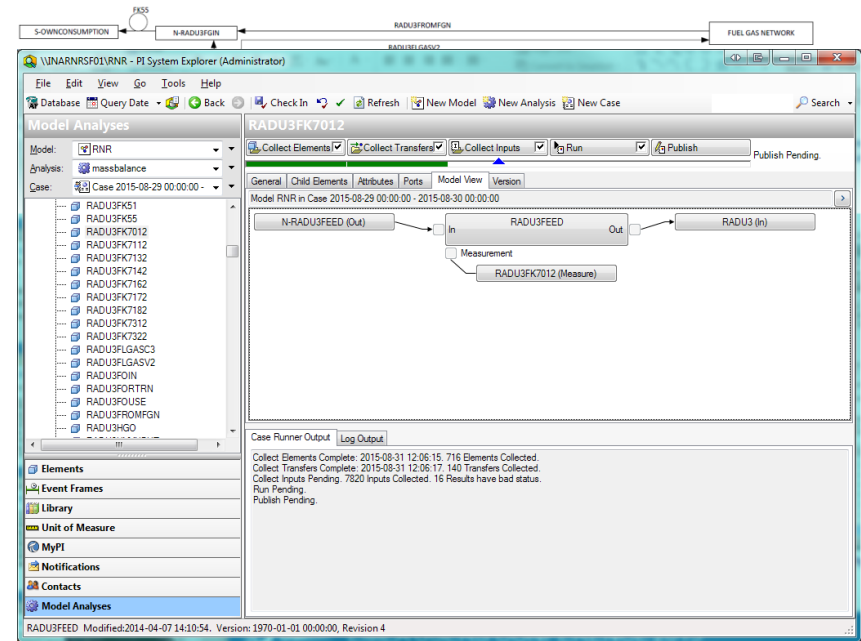 FK55
S-OWNCONSUMPTION
N-RADU3FGIN
RADU3FROMFGN
FUEL GAS NETWORK
RADU3FLGASV2
\\INARNRSF01\RNR - PI System Explorer (Administrator)
File Edit View Go Tools Help
Database Query Date Back Check In Refresh New Model New Analysis New Case Search
Model Analyses
RADU3FK7012
Model: RNR
Analysis: massbalance
Case: Case 2015-08-29 00:00:00 -
Collect Elements Collect Transfers Collect Inputs Run Publish
Publish Pending.
General Child Elements Attributes Ports Model View Version
Model RNR in Case 2015-08-29 00:00:00 - 2015-08-30 00:00:00
N-RADU3FEED (Out)
In RADU3FEED Out
RADU3 (In)
Measurement
RADU3FK7012 (Measure)
RADU3FK51
RADU3FK55
RADU3FK7012
RADU3FK7112
RADU3FK7132
RADU3FK7142
RADU3FK7162
RADU3FK7172
RADU3FK7182
RADU3FK7312
RADU3FK7322
RADU3FLGASC3
RADU3FLGASV2
RADU3FOIN
RADU3FORTRN
RADU3FOUSE
RADU3FROMFGN
RADU3HGO
Case Runner Output Log Output
Collect Elements Complete: 2015-08-31 12:06:15. 716 Elements Collected.
Collect Transfers Complete: 2015-08-31 12:06:17. 140 Transfers Collected.
Collect Inputs Pending. 7820 Inputs Collected. 16 Results have bad status.
Run Pending.
Publish Pending.
Elements
Event Frames
Library
Unit of Measure
MyPI
Notifications
Contacts
Model Analyses
RADU3FEED Modified:2014-04-07 14:10:54. Version: 1970-01-01 00:00:00, Revision 4